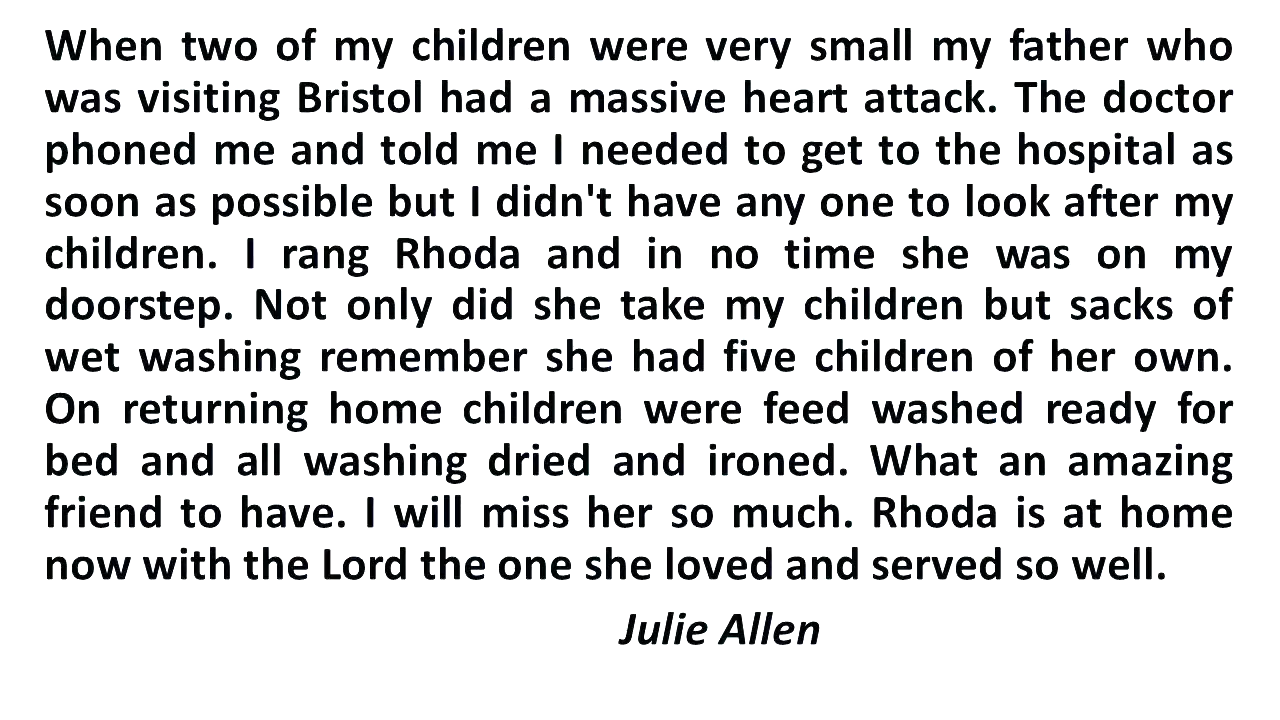 When two of my children were very small my father who
was visiting Bristol had a massive heart attack. The doctor
phoned me and told me I needed to get to the hospital as
soon as possible but I didn't have any one to look after my
children. I rang Rhoda and in no time she was on my
doorstep. Not only did she take my children but sacks of
wet washing remember she had five children of her own.
On returning home children were feed washed ready for
bed and all washing dried and ironed. What an amazing
friend to have. I will miss her so much. Rhoda is at home
now with the Lord the one she loved and served so well.
Julie Allen